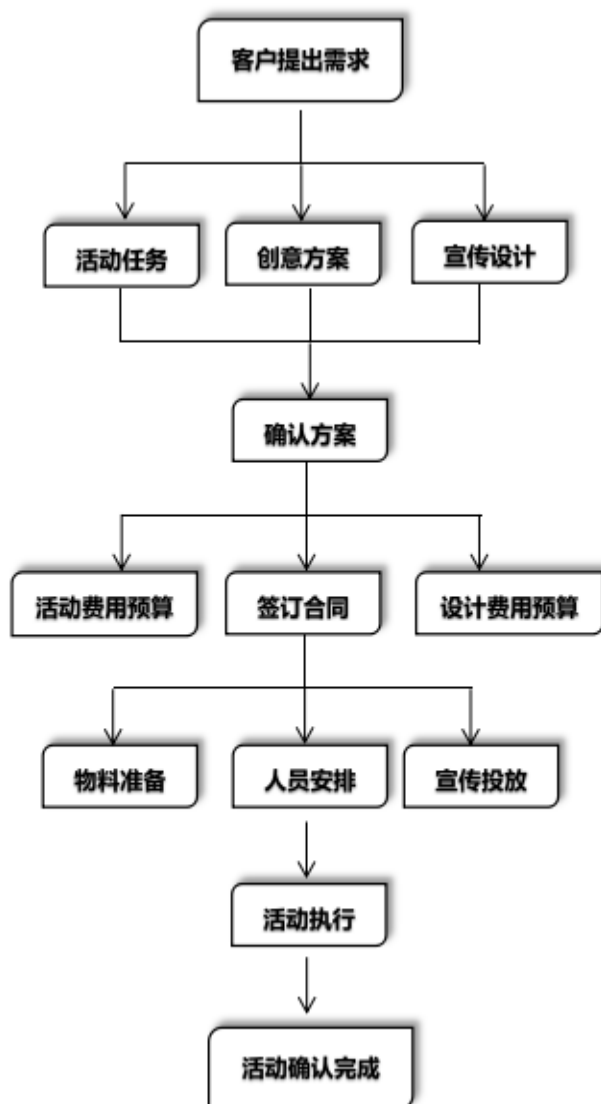 客户提出需求
活动任务
创意方案
宣传设计
确认方案
活动费用预算
签订合同
设计费用预算
物料准备
人员安排
宣传投放
活动执行
活动确认完成